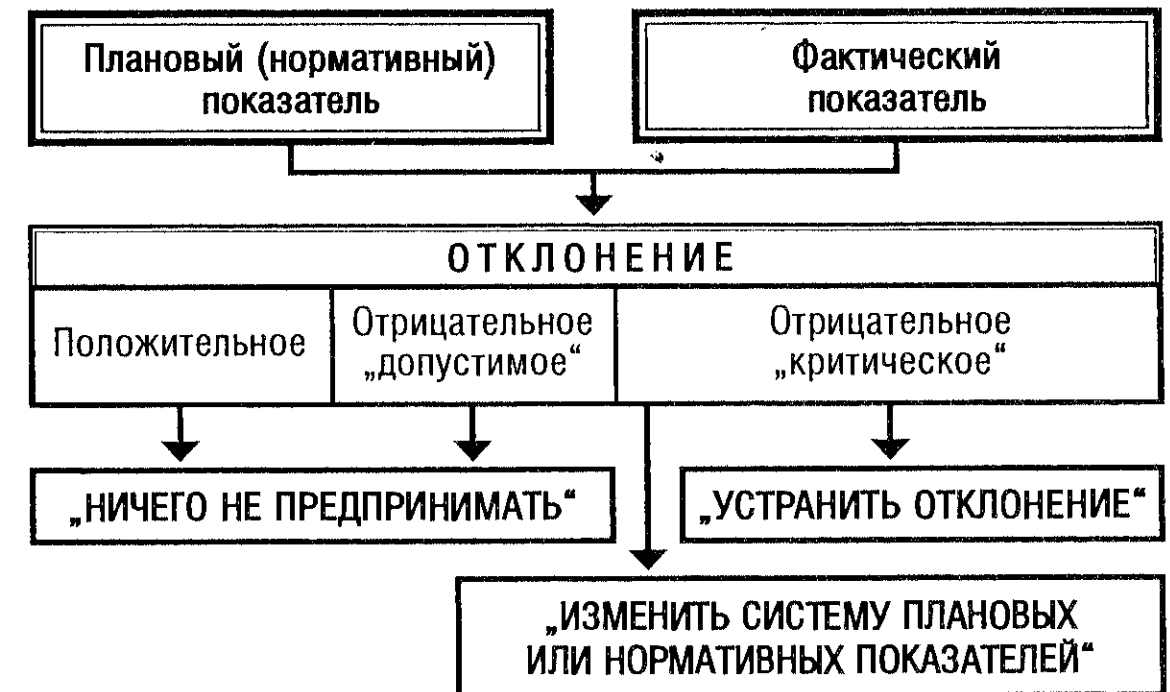 Плановый (нормативный)
показатель
Фактический
показатель
ОТКЛОНЕНИЕ
Положительное
Отрицательное
„допустимое“
Отрицательное
„критическое“
„НИЧЕГО НЕ ПРЕДПРИНИМАТЬ“
„УСТРАНИТЬ ОТКЛОНЕНИЕ“
„ИЗМЕНИТЬ СИСТЕМУ ПЛАНОВЫХ
ИЛИ НОРМАТИВНЫХ ПОКАЗАТЕЛЕЙ“